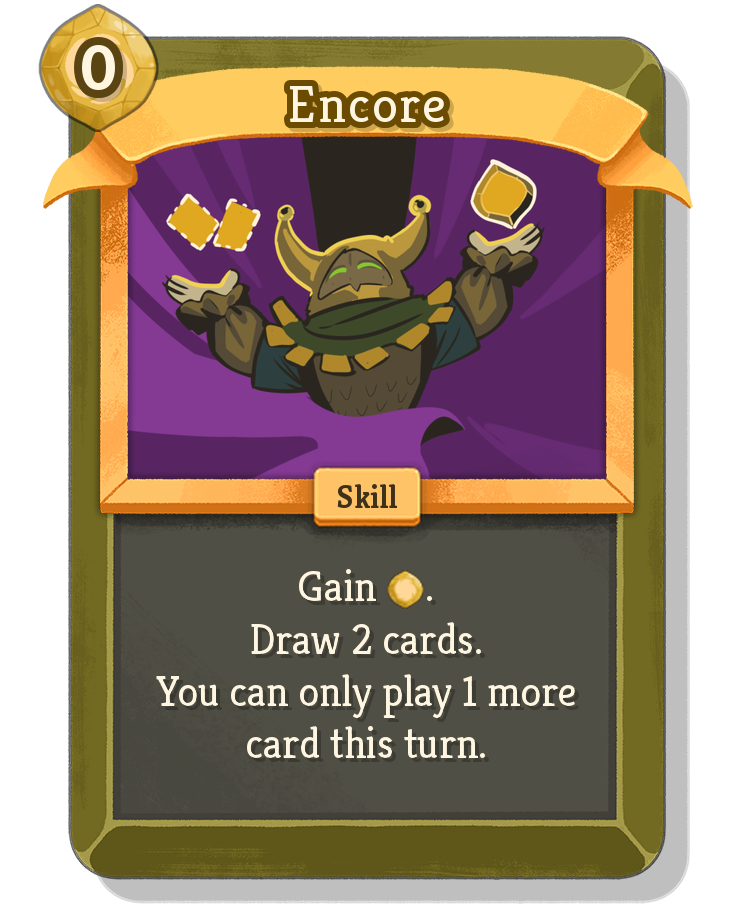 0
Encore
Skill
Gain .
Draw 2 cards.
You can only play 1 more
card this turn.